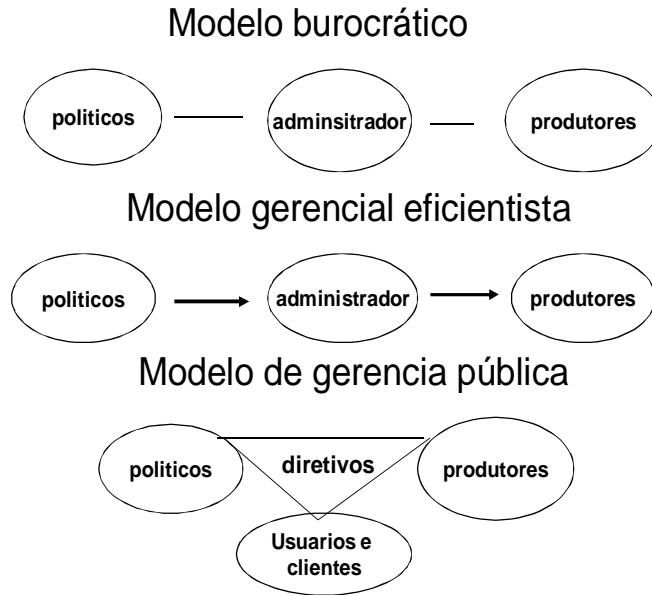 Modelo burocrático
politicos adminsitrador produtores
Modelo gerencial eficientista
politicos administrador produtores
Modelo de gerencia pública
politicos diretivos produtores
Usuarios e
clientes